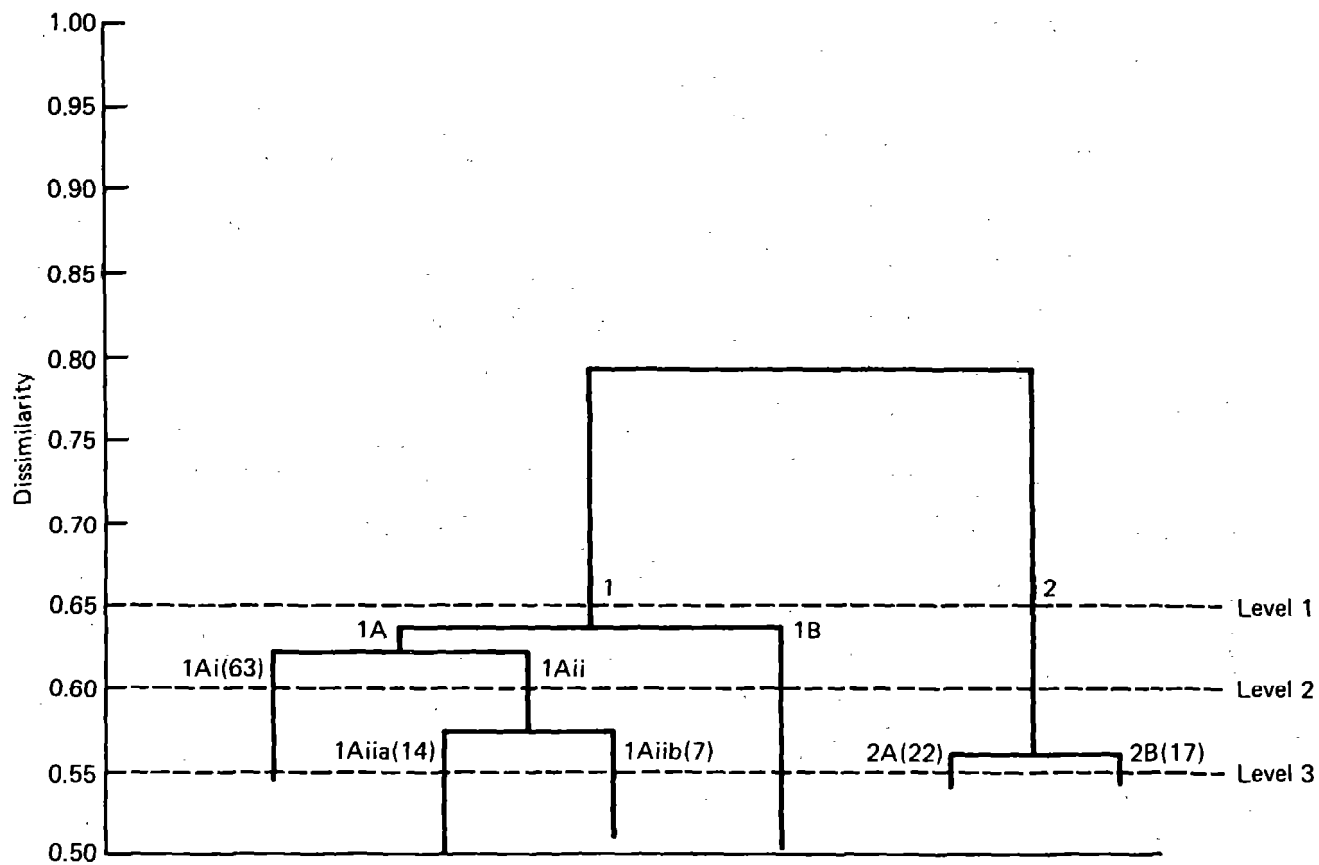 1.00
0.95
0.90
0.85
0.80
0.75
0.70
0.65
0.60
0.55
0.50
Dissimilarity
1
2
Level 1
1A
1B
1Ai(63)
1Aii
Level 2
1Aiia(14)
1Aiib(7)
2A(22)
2B(17)
Level 3